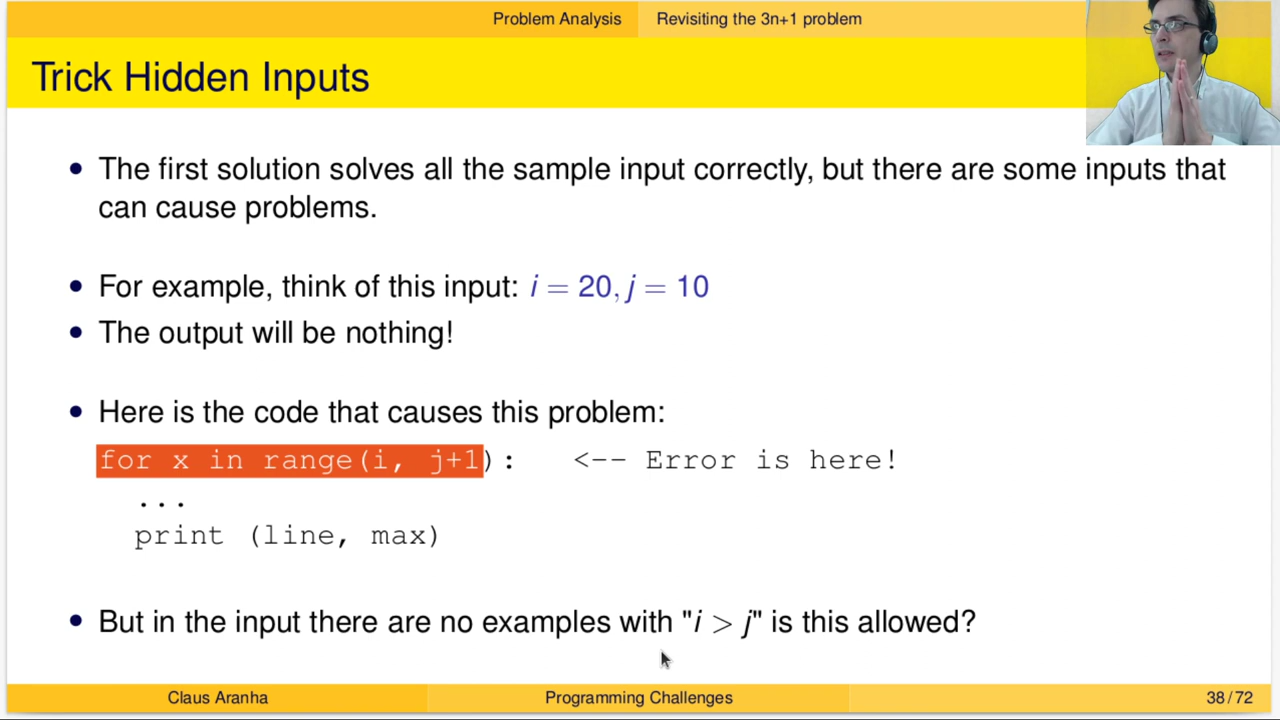 Problem Analysis Revisiting the 3n+1 problem
Trick Hidden Inputs
• The first solution solves all the sample input correctly, but there are some inputs that
can cause problems.
• For example, think of this input: i = 20, j = 10
• The output will be nothing!
• Here is the code that causes this problem:
for x in range(i, j+1): <-- Error is here!
...
print (line, max)
• But in the input there are no examples with "i > j" is this allowed?
Claus Aranha Programming Challenges 38/72